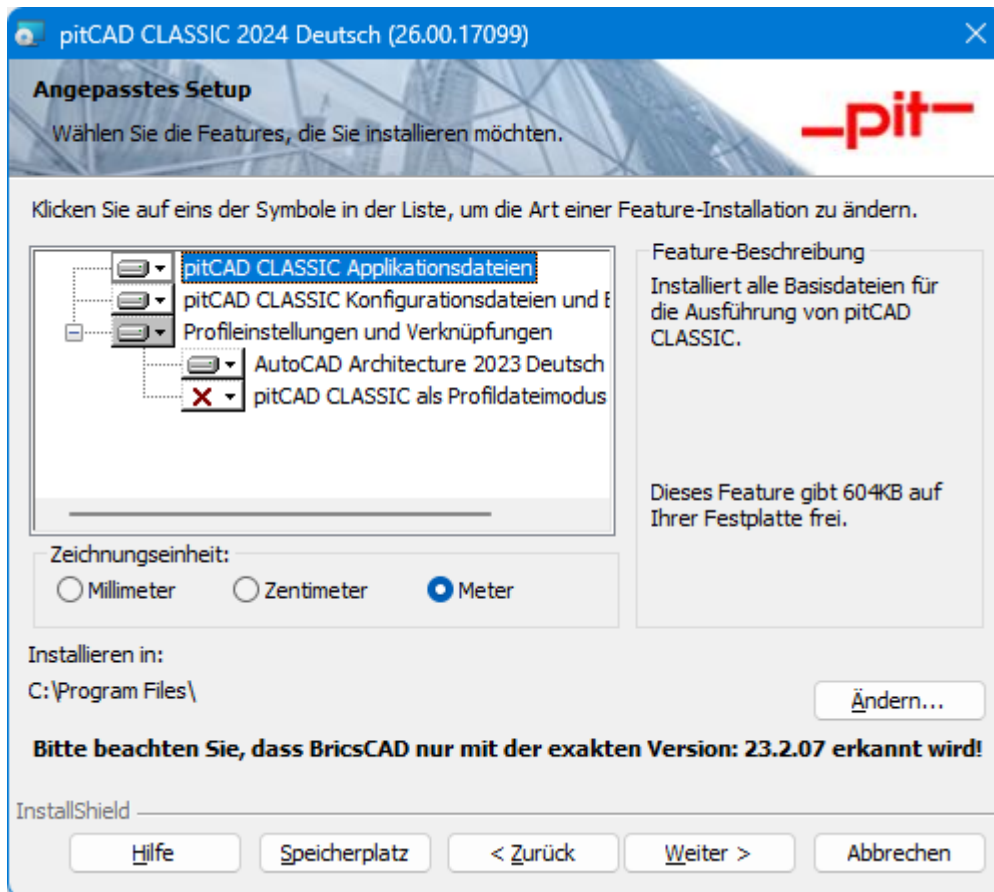 pitCAD CLASSIC 2024 Deutsch (26.00.17099)
Angepasstes Setup
Wählen Sie die Features, die Sie installieren möchten.
pit
Klicken Sie auf eins der Symbole in der Liste, um die Art einer Feature-Installation zu ändern.
pitCAD CLASSIC Applikationsdateien
pitCAD CLASSIC Konfigurationsdateien und
Profileinstellungen und Verknüpfungen
AutoCAD Architecture 2023 Deutsch
pitCAD CLASSIC als Profildateimodus
Feature-Beschreibung
Installiert alle Basisdateien für
die Ausführung von pitCAD
CLASSIC.
Dieses Feature gibt 604KB auf
Ihrer Festplatte frei.
Zeichnungseinheit:
Millimeter Zentimeter Meter
Installieren in:
C:\Program Files\
Ändern...
Bitte beachten Sie, dass BricsCAD nur mit der exakten Version: 23.2.07 erkannt wird!
InstallShield
Hilfe Speicherplatz < Zurück Weiter > Abbrechen